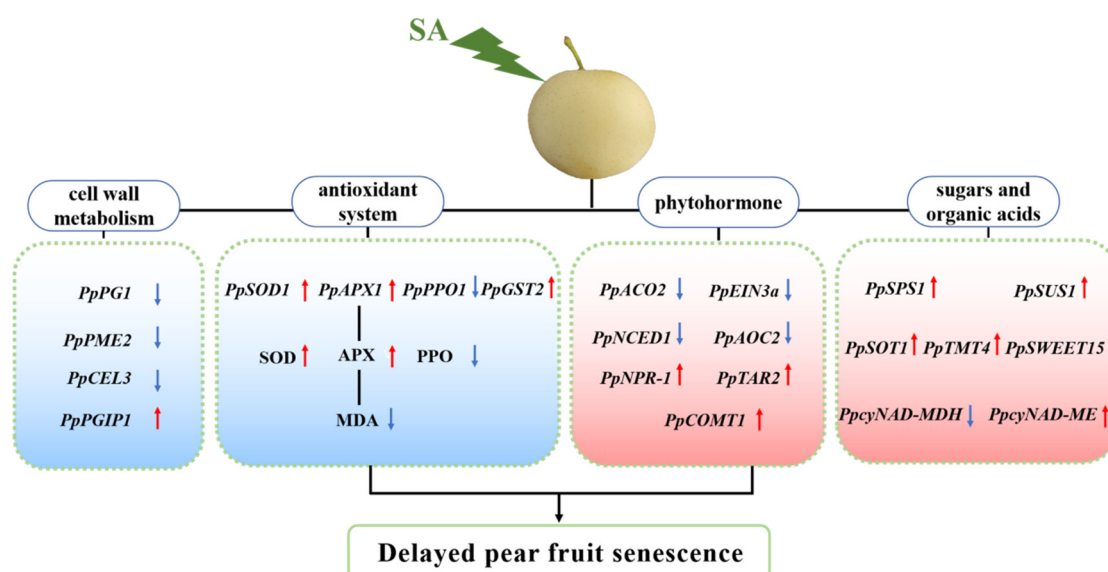 SA
cell wall
metabolism
antioxidant
system
phytohormone
sugars and
organic acids
PpPG1
PpPME2
PpCEL3
PpPGIP1
PpSOD1 PpAPX1 PpPPO1 PpGST2
SOD APX PPO
MDA
PpACO2 PpEIN3a
PpNCED1 PpAOC2
PpNPR-1 PpTAR2
PpCOMT1
PpSPS1 PpSUS1
PpSOT1 PpTMT4 PpSWEET15
PpcyNAD-MDH PpcyNAD-ME
Delayed pear fruit senescence